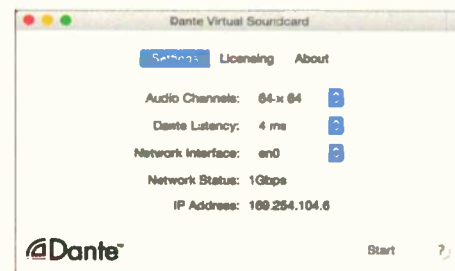 Dante Virtual Soundcard
Settings Licensing About
Audio Channels: 64 x 64
Dante Latency: 4 ms
Network Interface: en0
Network Status: 1Gbps
IP Address: 169.254.104.6
Dante™
Start ?